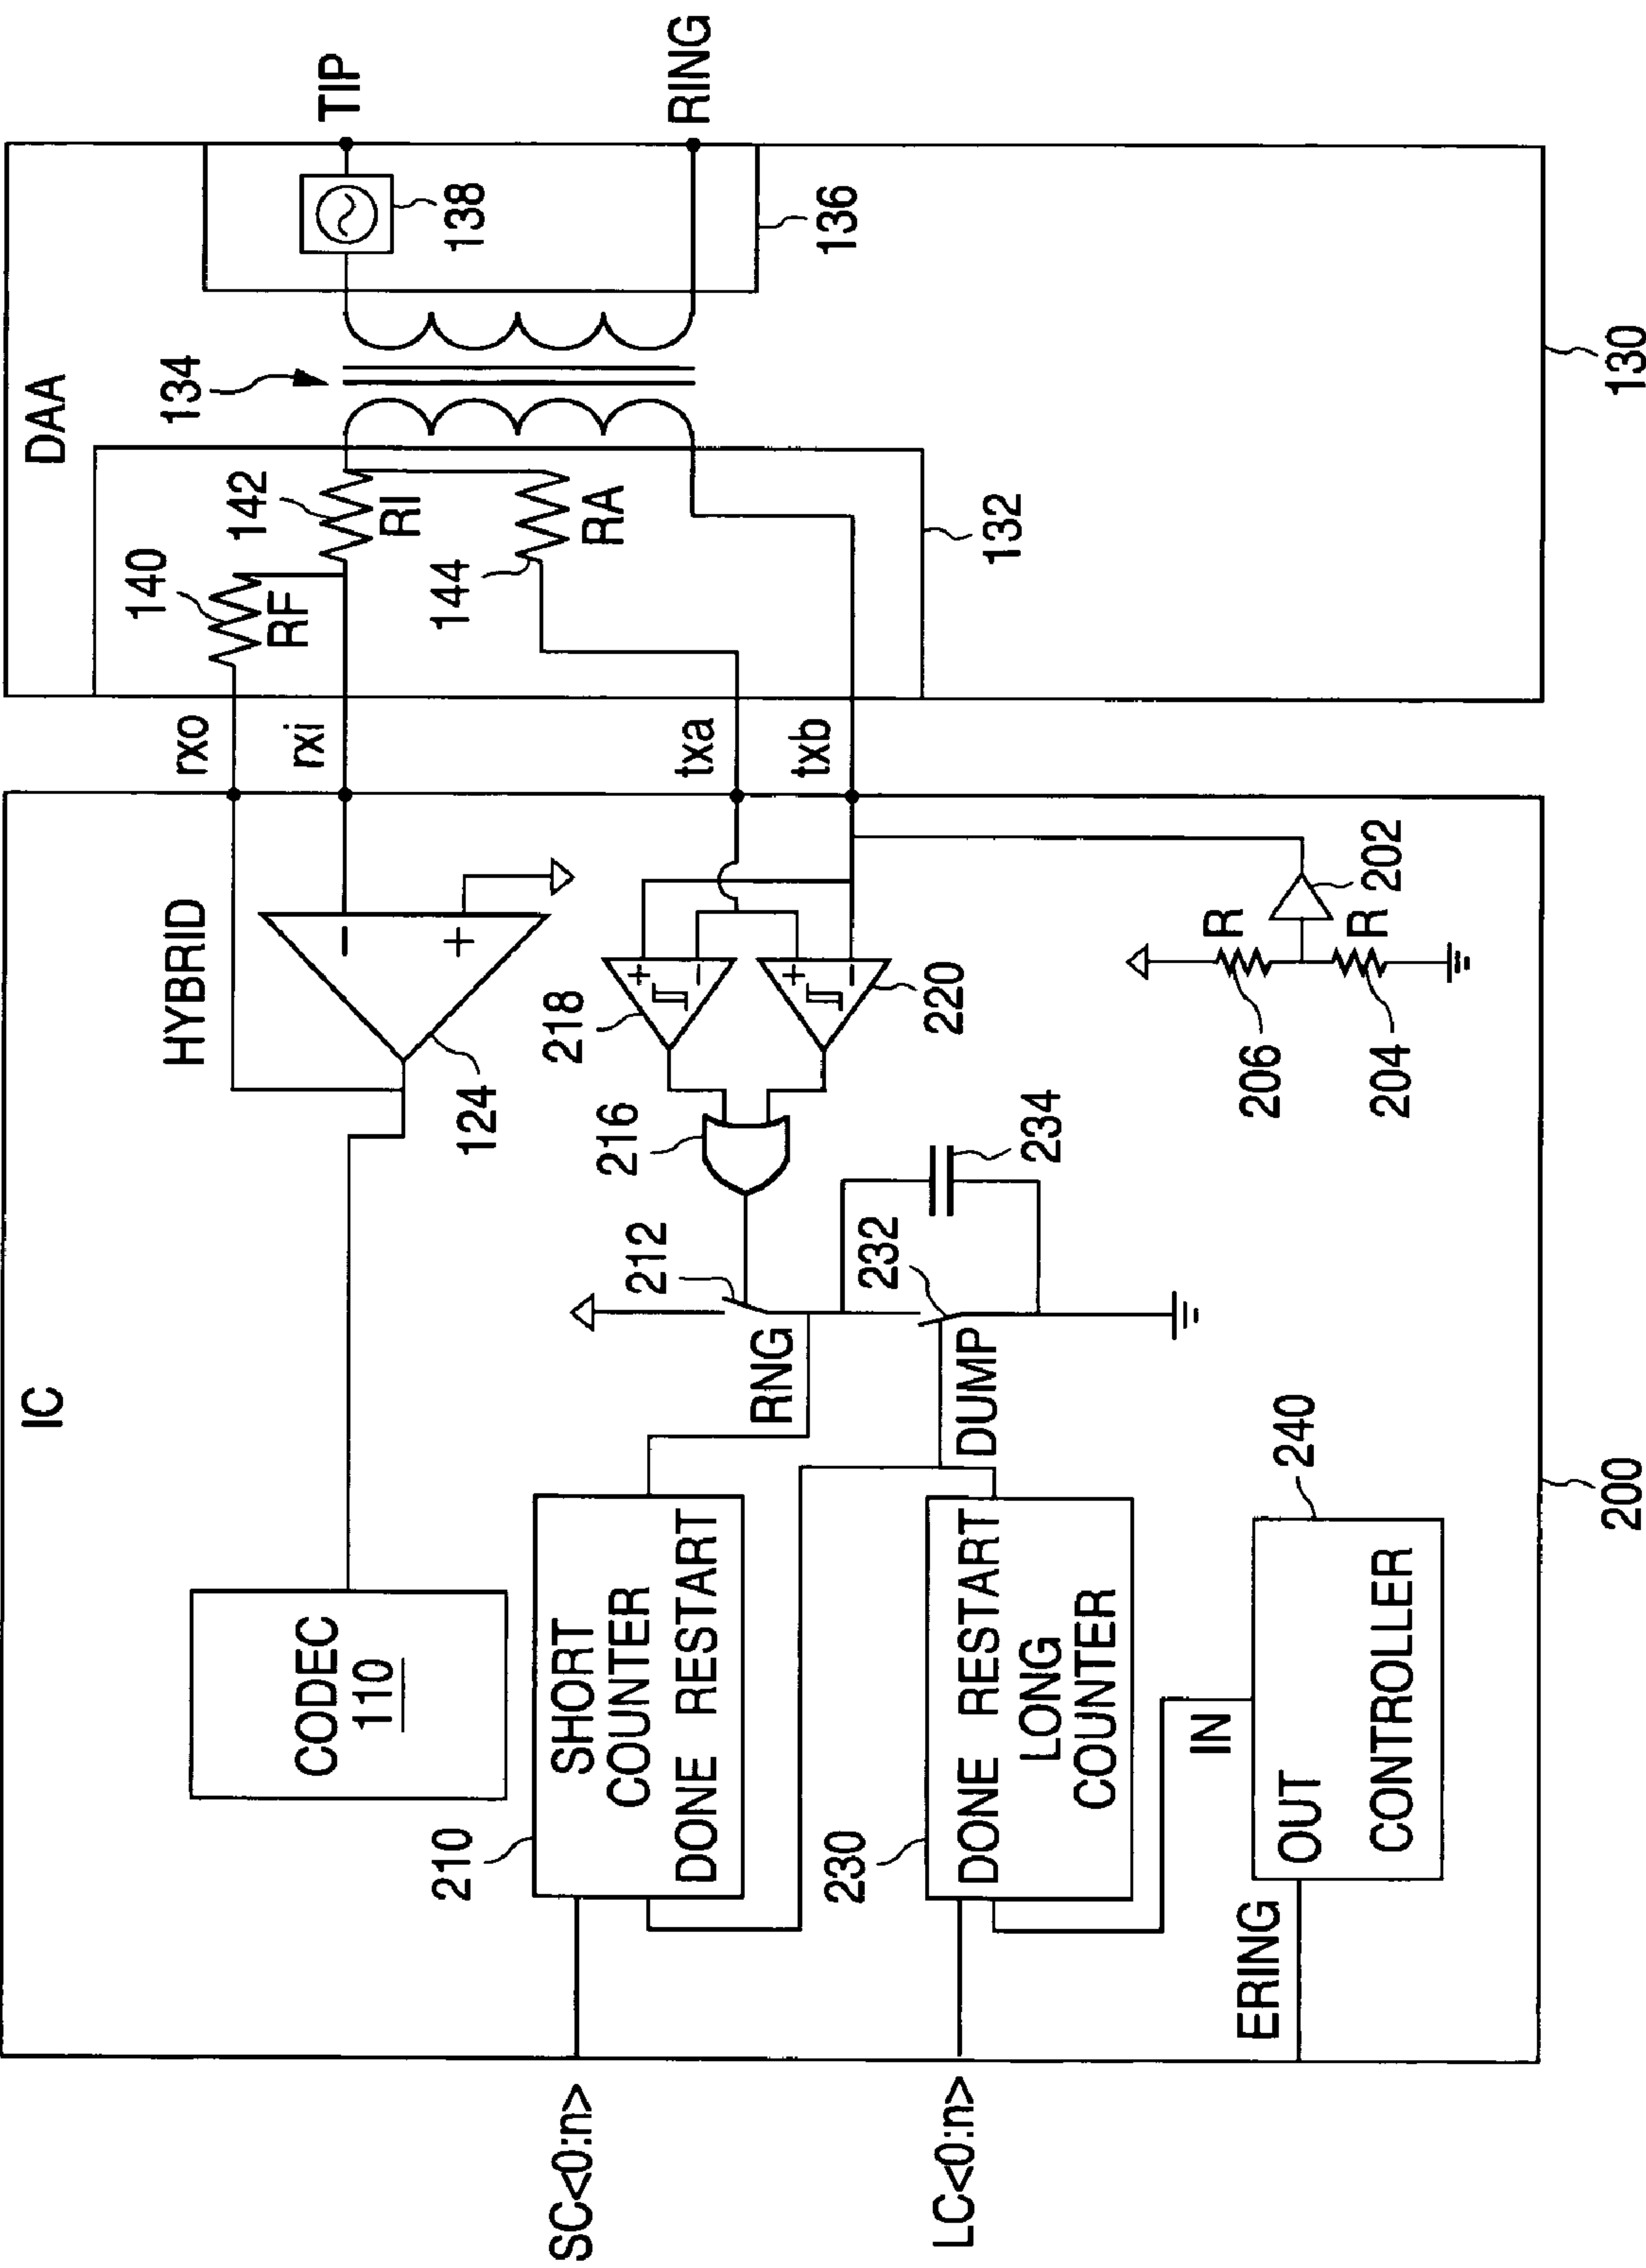 IC
DAA
HYBRID
CODEC
110
124
rxo
rxi
txa
txb
140
RF
142
RI
144
RA
134
132
TIP
RING
138
136
130
SC<0:n>
210
SHORT
COUNTER
DONE RESTART
RNG
212
216
218
+
-
220
+
-
-
+
LC<0:n>
230
DONE RESTART
LONG
COUNTER
DUMP
232
234
ERING
OUT
IN
CONTROLLER
240
206
R
204
R
202
200